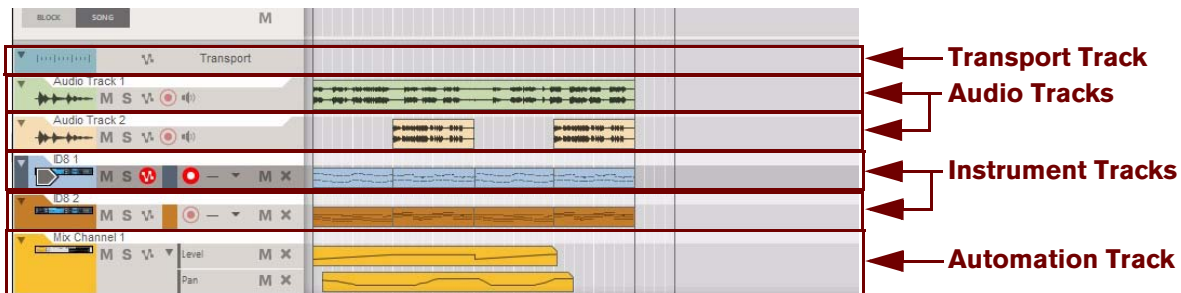 BLOCK SONG M
Transport Transport Track
Audio Track 1
M S Audio Tracks
Audio Track 2
M S
ID8 1
M S M Instrument Tracks
ID8 2
M S M
Mix Channel 1
M S Level M Automation Track
Pan M